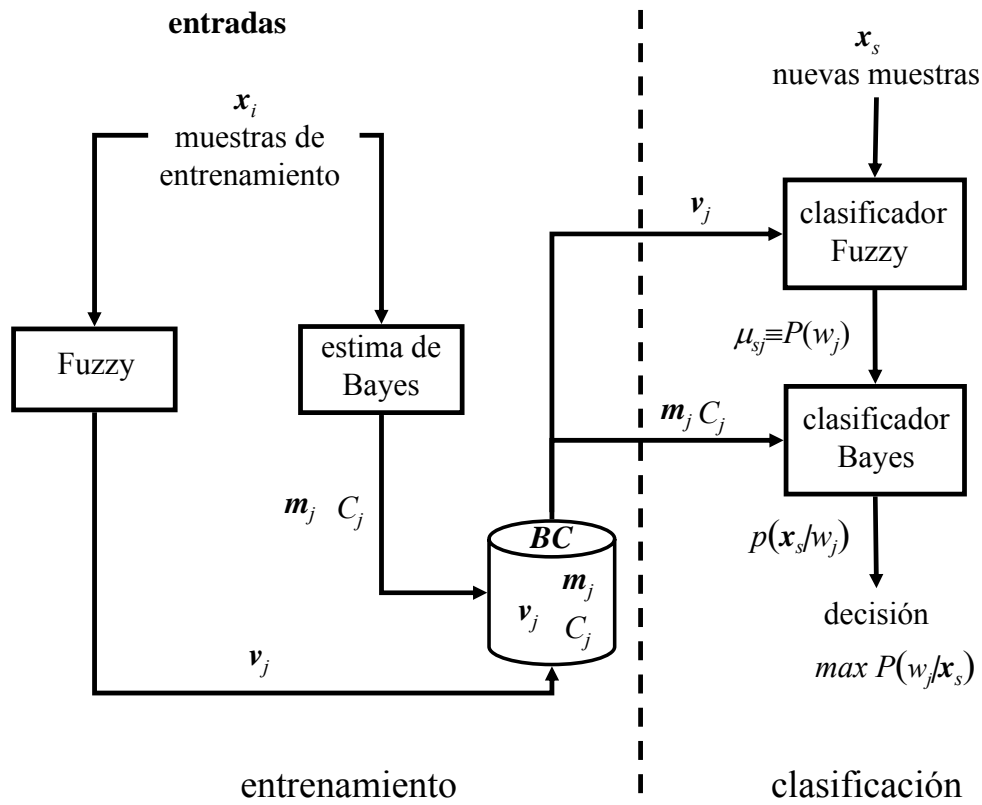 entradas
x_i
muestras de
entrenamiento
Fuzzy
estima de
Bayes
m_j C_j
v_j
BC
m_j
v_j C_j
entrenamiento
x_s
nuevas muestras
v_j
clasificador
Fuzzy
μ_sj≡P(w_j)
m_j C_j
clasificador
Bayes
p(x_s/w_j)
decisión
max P(w_j/x_s)
clasificación